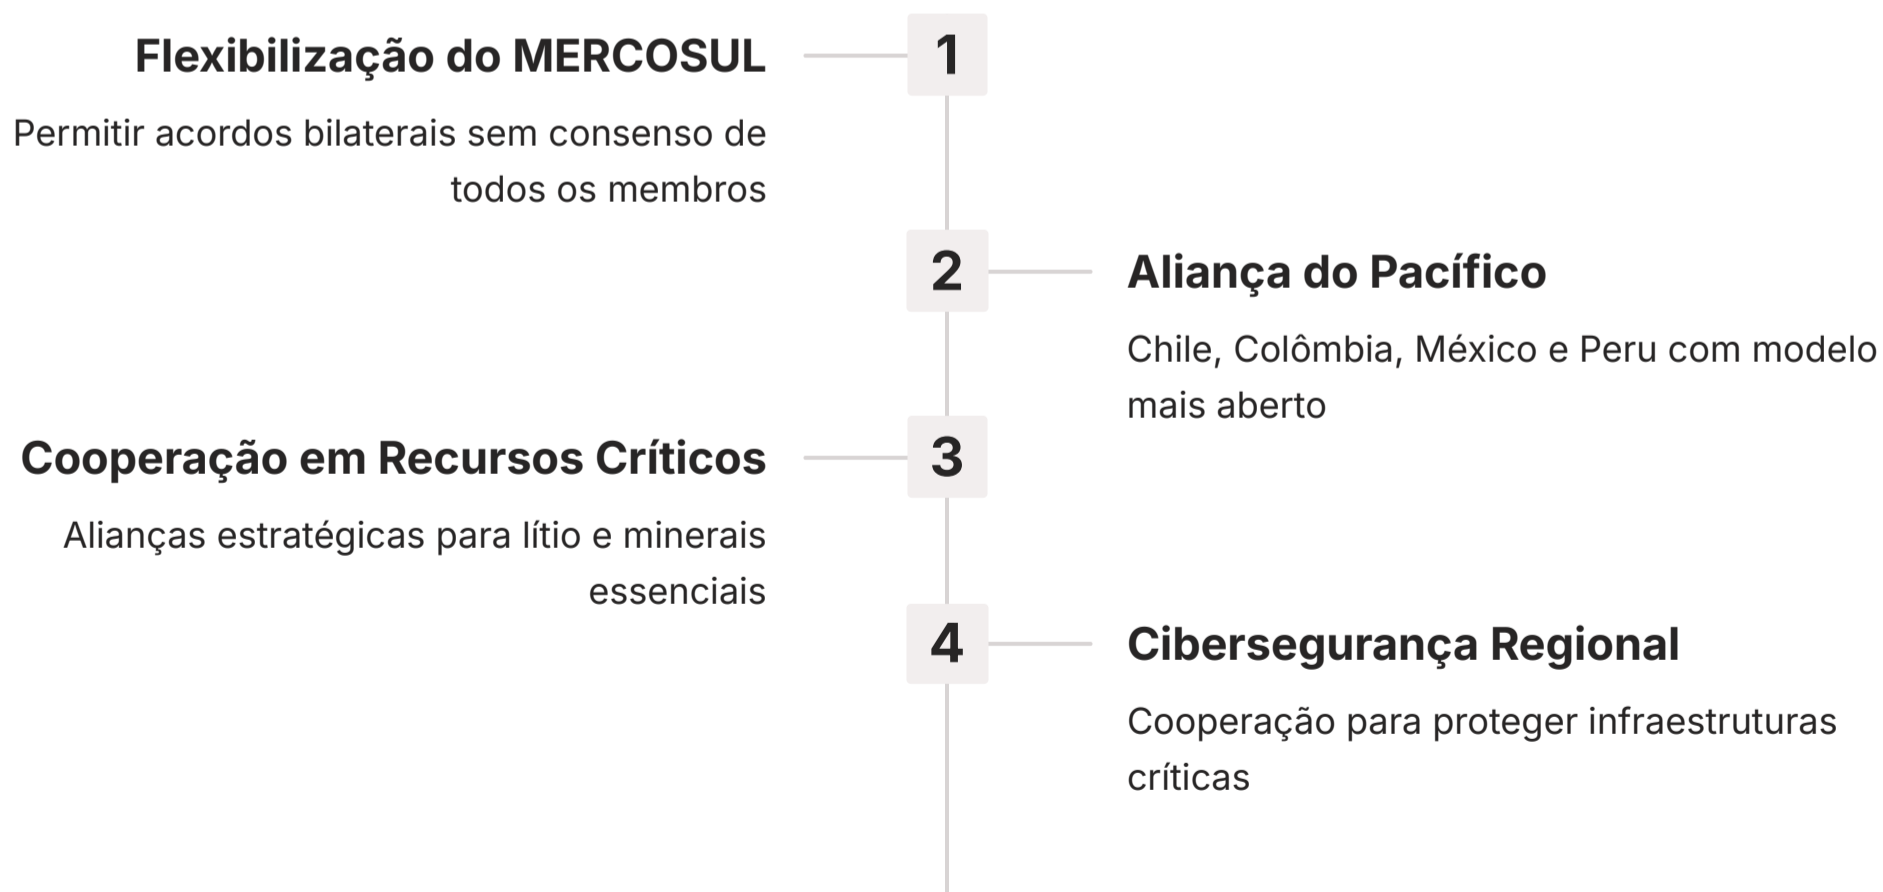 Flexibilização do MERCOSUL
1
Permitir acordos bilaterais sem consenso de
todos os membros
2
Aliança do Pacífico
Chile, Colômbia, México e Peru com modelo
mais aberto
Cooperação em Recursos Críticos
3
Alianças estratégicas para lítio e minerais
essenciais
4
Cibersegurança Regional
Cooperação para proteger infraestruturas
críticas